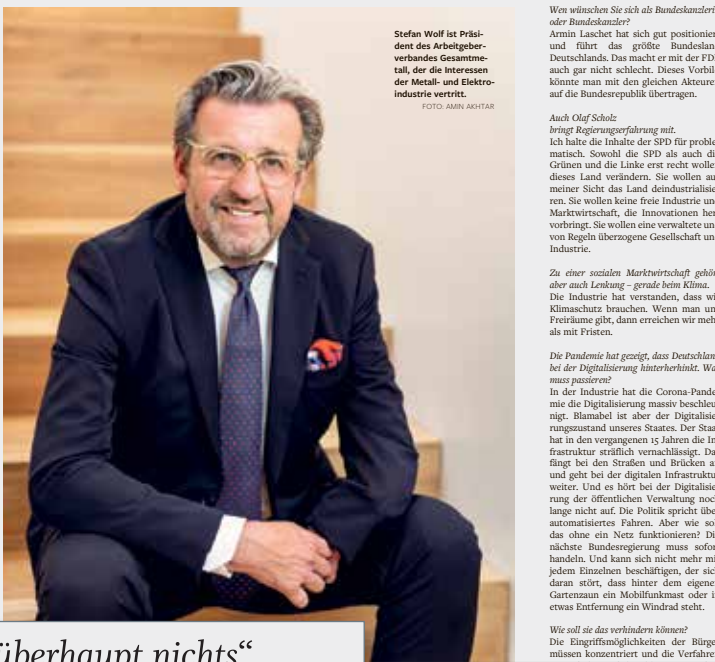 Stefan Wolf ist Präsi-
dent des Arbeitgeber-
verbandes Gesamtme-
tall, der die Interessen
der Metall- und Elektro-
industrie vertritt.
FOTO: AMIN AKHTAR
überhaupt nichts“
Wen wünschen Sie sich als Bundeskanzleri
oder Bundeskanzler?
Armin Laschet hat sich gut positionier
und führt das größte Bundeslan
Deutschlands. Das macht er mit der FD
auch gar nicht schlecht. Dieses Vorbil
könnte man mit den gleichen Akteure
auf die Bundesrepublik übertragen.
Auch Olaf Scholz
bringt Regierungserfahrung mit.
Ich halte die Inhalte der SPD für proble
matisch. Sowohl die SPD als auch di
Grünen und die Linke erst recht wolle
dieses Land verändern. Sie wollen au
meiner Sicht das Land deindustrialisie
ren. Sie wollen keine freie Industrie un
Marktwirtschaft, die Innovationen her
vorbringt. Sie wollen eine verwaltete un
von Regeln überzogene Gesellschaft un
Industrie.
Zu einer sozialen Marktwirtschaft gehör
aber auch Lenkung – gerade beim Klima.
Die Industrie hat verstanden, dass wi
Klimaschutz brauchen. Wenn man un
Freiräume gibt, dann erreichen wir meh
als mit Fristen.
Die Pandemie hat gezeigt, dass Deutschlan
bei der Digitalisierung hinterherhinkt. Wa
muss passieren?
In der Industrie hat die Corona-Pande
mie die Digitalisierung massiv beschleu
nigt. Blamabel ist aber der Digitalisie
rungszustand unseres Staates. Der Staa
hat in den vergangenen 15 Jahren die In
frastruktur sträflich vernachlässigt. Da
fängt bei den Straßen und Brücken a
und geht bei der digitalen Infrastruktu
weiter. Und es hört bei der Digitalisie
rung der öffentlichen Verwaltung noc
lange nicht auf. Die Politik spricht übe
automatisiertes Fahren. Aber wie so
das ohne ein Netz funktionieren? Di
nächste Bundesregierung muss sofor
handeln. Und kann sich nicht mehr mi
jedem Einzelnen beschäftigen, der sic
daran stört, dass hinter dem eigene
Gartenzaun ein Mobilfunkmast oder i
etwas Entfernung ein Windrad steht.
Wie soll sie das verhindern können?
Die Eingriffsmöglichkeiten der Bürge
müssen konzentriert und die Verfahre